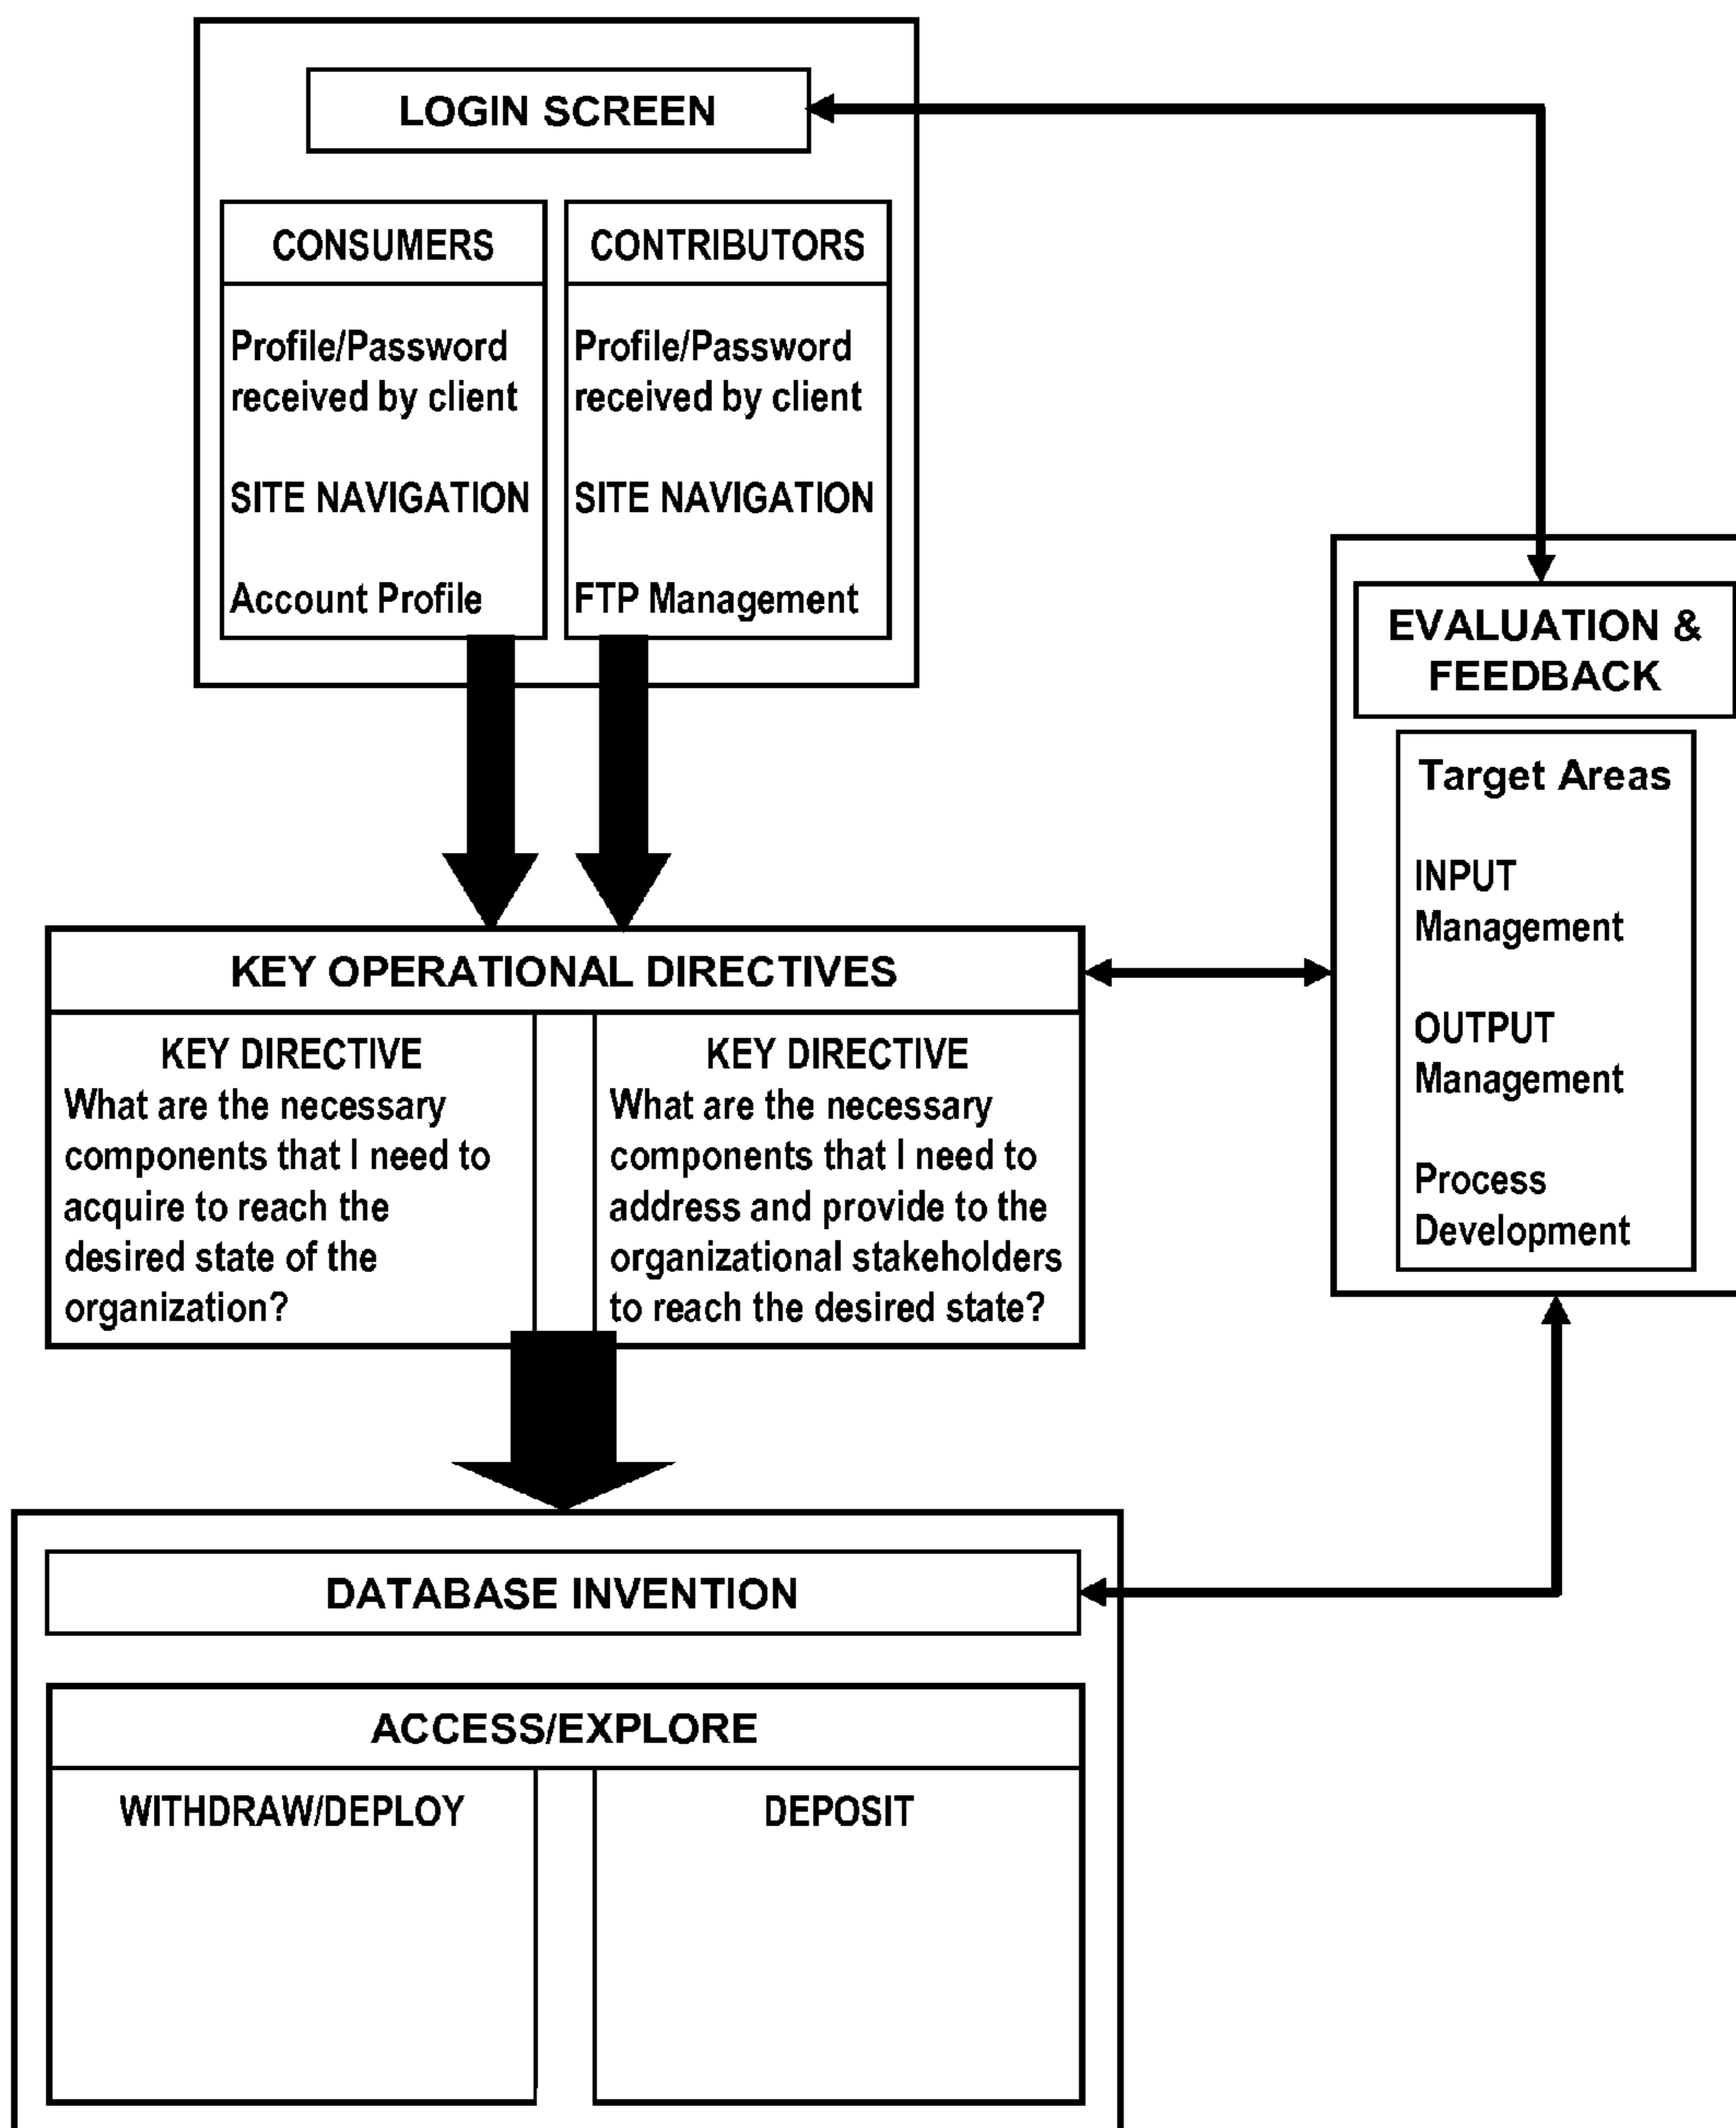 LOGIN SCREEN
CONSUMERS
Profile/Password
received by client
SITE NAVIGATION
Account Profile
CONTRIBUTORS
Profile/Password
received by client
SITE NAVIGATION
FTP Management
EVALUATION &
FEEDBACK
Target Areas
INPUT
Management
OUTPUT
Management
Process
Development
KEY OPERATIONAL DIRECTIVES
KEY DIRECTIVE
What are the necessary
components that I need to
acquire to reach the
desired state of the
organization?
KEY DIRECTIVE
What are the necessary
components that I need to
address and provide to the
organizational stakeholders
to reach the desired state?
DATABASE INVENTION
ACCESS/EXPLORE
WITHDRAW/DEPLOY
DEPOSIT